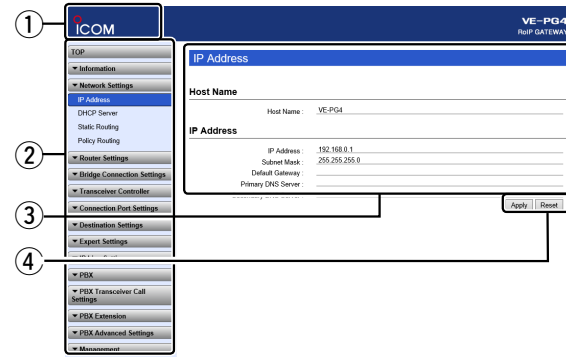 1
ICOM
VE-PG4
RoIP GATEWAY
2
TOP
▼ Information
▼ Network Settings
IP Address
DHCP Server
Static Routing
Policy Routing
▼ Router Settings
▼ Bridge Connection Settings
▼ Transceiver Controller
▼ Connection Port Settings
▼ Destination Settings
▼ Expert Settings
▼ PBX
▼ PBX Transceiver Call
Settings
▼ PBX Extension
▼ PBX Advanced Settings
▼ Management
IP Address
Host Name
Host Name : VE-PG4
IP Address
IP Address : 192.168.0.1
Subnet Mask : 255.255.255.0
Default Gateway :
Primary DNS Server :
3
Apply Reset
4